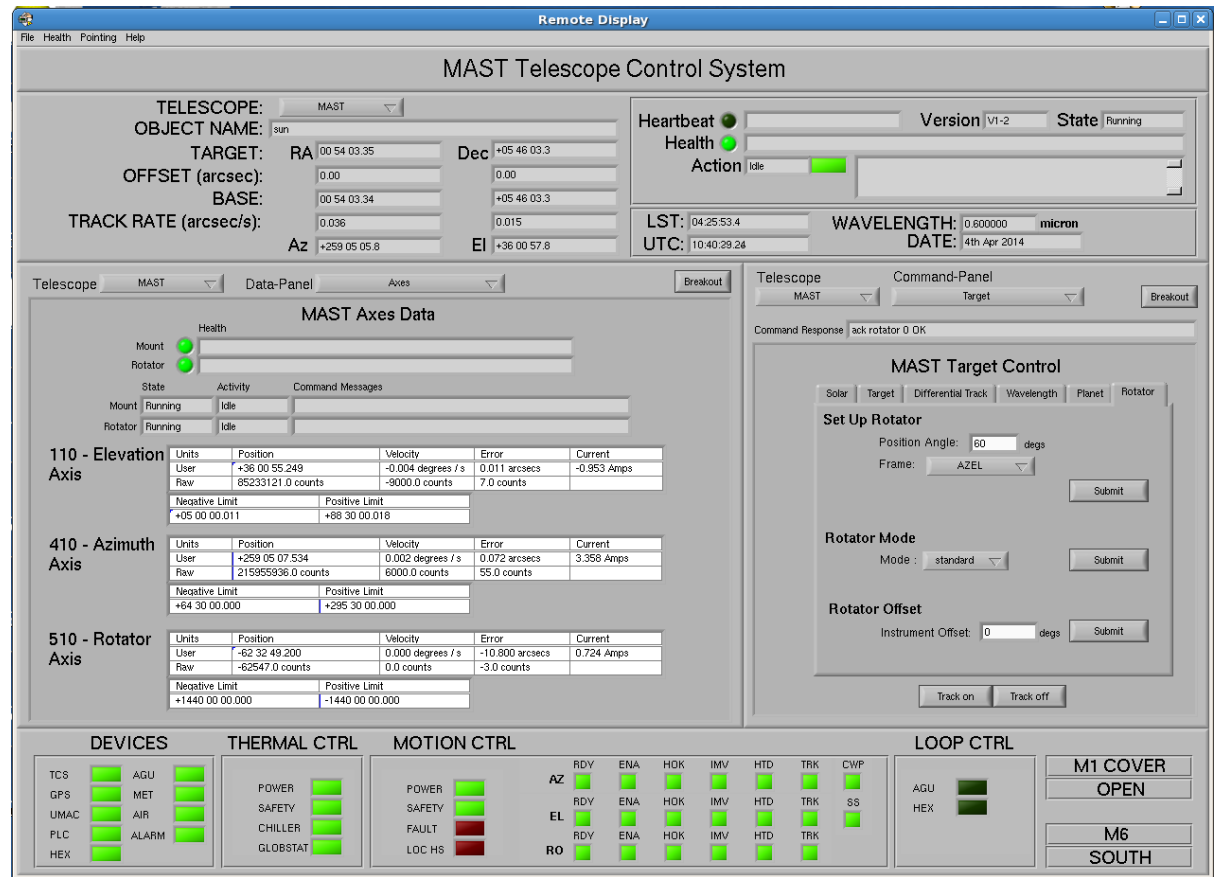 Remote Display
File Health Pointing Help
MAST Telescope Control System
TELESCOPE: MAST
OBJECT NAME: sun
TARGET: RA 00 54 03.35 Dec +05 46 03.3
OFFSET (arcsec): 0.00 0.00
BASE: 00 54 03.34 +05 46 03.3
TRACK RATE (arcsec/s): 0.036 0.015
Az +259 05 05.8 El +36 00 57.8
Heartbeat Version V1-2 State Running
Health
Action Idle
LST: 04:25:53.4 WAVELENGTH: 0.600000 micron
UTC: 10:40:29.26 DATE: 4th Apr 2014
Telescope MAST Data-Panel Axes Breakout
MAST Axes Data
Health
Mount
Rotator
State Activity Command Messages
Mount Running Idle
Rotator Running Idle
110 - Elevation Axis
Units Position Velocity Error Current
User +36 00 55.249 -0.004 degrees / s 0.011 arcsecs -0.953 Amps
Raw 85233121.0 counts -9000.0 counts 7.0 counts
Negative Limit Positive Limit
+05 00 00.011 +88 30 00.018
410 - Azimuth Axis
Units Position Velocity Error Current
User +259 05 07.534 0.002 degrees / s 0.072 arcsecs 3.358 Amps
Raw 215955936.0 counts 6000.0 counts 55.0 counts
Negative Limit Positive Limit
+64 30 00.000 +295 30 00.000
510 - Rotator Axis
Units Position Velocity Error Current
User -62 32 49.200 0.000 degrees / s -10.800 arcsecs 0.724 Amps
Raw -62547.0 counts 0.0 counts -3.0 counts
Negative Limit Positive Limit
+1440 00 00.000 -1440 00 00.000
Telescope Command-Panel
MAST Target Breakout
Command Response ack rotator 0 OK
MAST Target Control
Solar Target Differential Track Wavelength Planet Rotator
Set Up Rotator
Position Angle: 60 degs
Frame: AZEL
Submit
Rotator Mode
Mode : standard Submit
Rotator Offset
Instrument Offset: 0 degs Submit
Track on Track off
DEVICES
TCS AGU
GPS MET
UMAC AIR
PLC ALARM
HEX
THERMAL CTRL
POWER
SAFETY
CHILLER
GLOBSTAT
MOTION CTRL
POWER
SAFETY
FAULT
LOC HS
RDY ENA HOK IMV HTD TRK CWP
AZ
RDY ENA HOK IMV HTD TRK SS
EL
RDY ENA HOK IMV HTD TRK
RO
LOOP CTRL
AGU
HEX
M1 COVER
OPEN
M6
SOUTH